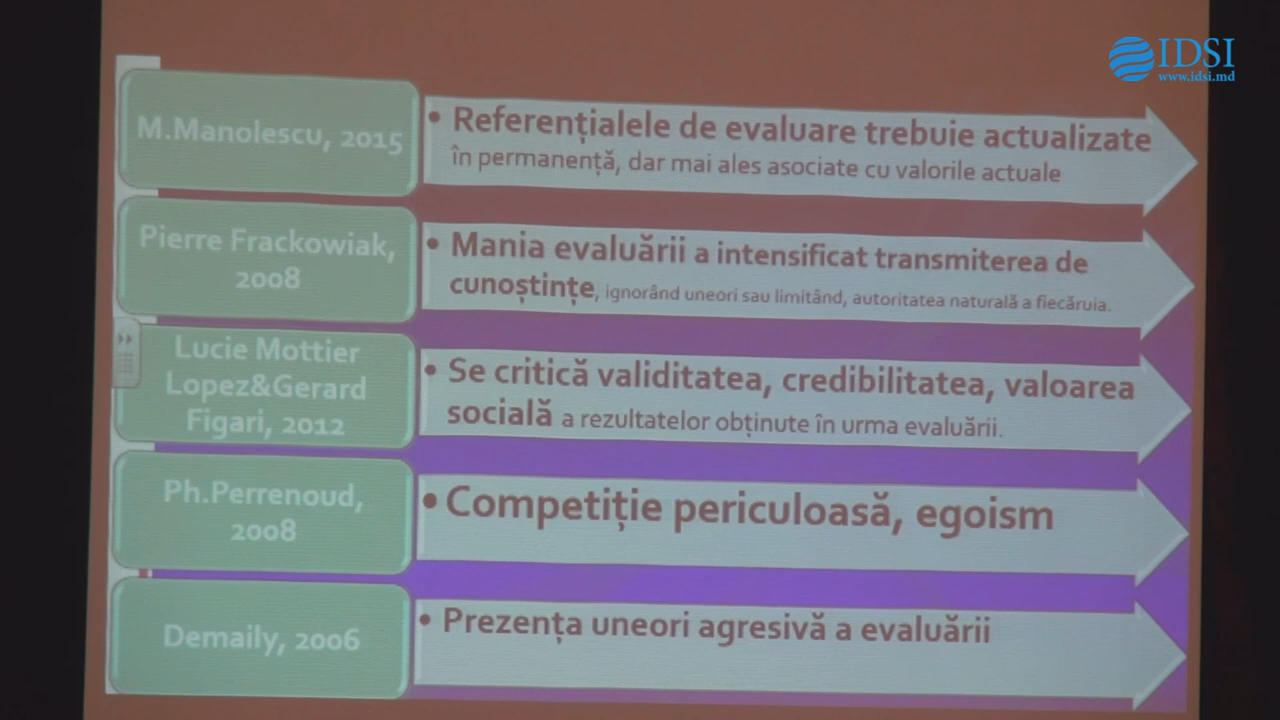 IDSI
www.idsi.md
M.Manolescu, 2015
• Referențialele de evaluare trebuie actualizate
în permanență, dar mai ales asociate cu valorile actuale
Pierre Frackowiak,
2008
• Mania evaluării a intensificat transmiterea de
cunoștințe, ignorând uneori sau limitând, autoritatea naturală a fiecăruia.
Lucie Mottier
Lopez&Gerard
Figari, 2012
• Se critică validitatea, credibilitatea, valoarea
socială a rezultatelor obținute în urma evaluării.
Ph.Perrenoud,
2008
• Competiție periculoasă, egoism
Demaily, 2006
• Prezența uneori agresivă a evaluării